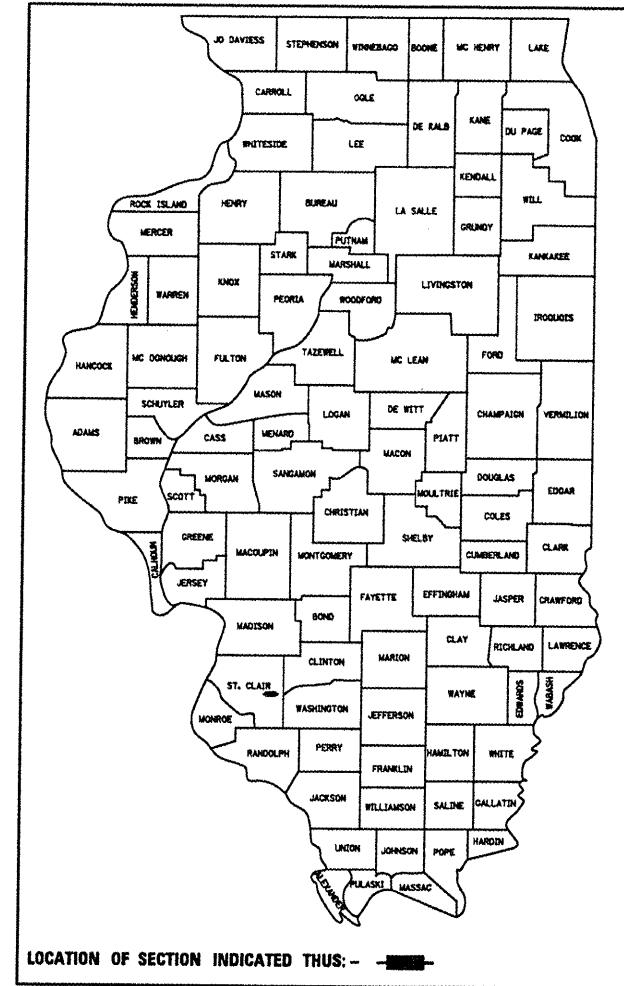 JO DAVIESS STEPHENSON WINNEBAGO BOONE MC HENRY LAKE
CARROLL OGLE DE KALB KANE DU PAGE COOK
WHITESIDE LEE
KENDALL WILL
ROCK ISLAND HENRY BUREAU LA SALLE GRUNDY
MERCER PUTNAM
STARK MARSHALL KANKAKEE
HENDERSON WARREN KNOX PEORIA WOODFORD LIVINGSTON
IROQUOIS
HANCOCK MC DONOUGH FULTON TAZEWELL MC LEAN FORD
SCHUYLER MASON
ADAMS BROWN CASS MENARD LOGAN DE WITT PIATT CHAMPAIGN VERMILION
MACON
PIKE SCOTT MORGAN SANGAMON MOULTRIE DOUGLAS EDGAR
CHRISTIAN COLES
CALHOUN GREENE MACOUPIN MONTGOMERY SHELBY CUMBERLAND CLARK
JERSEY FAYETTE EFFINGHAM JASPER CRAWFORD
MADISON BOND CLAY RICHLAND LAWRENCE
CLINTON MARION
ST. CLAIR WASHINGTON WAYNE EDWARDS WABASH
MONROE JEFFERSON
RANDOLPH PERRY HAMILTON WHITE
FRANKLIN
JACKSON WILLIAMSON SALINE GALLATIN
UNION JOHNSON POPE HARDIN
ALEXANDER PULASKI MASSAC
LOCATION OF SECTION INDICATED THUS: -